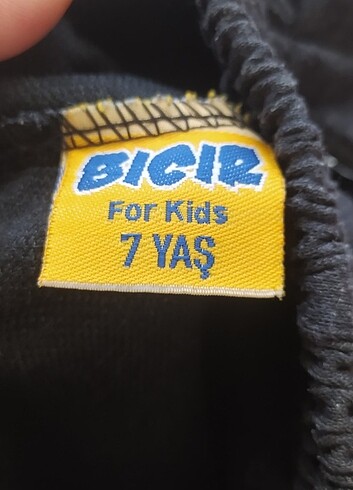 BICIR
For Kids
7 YAŞ